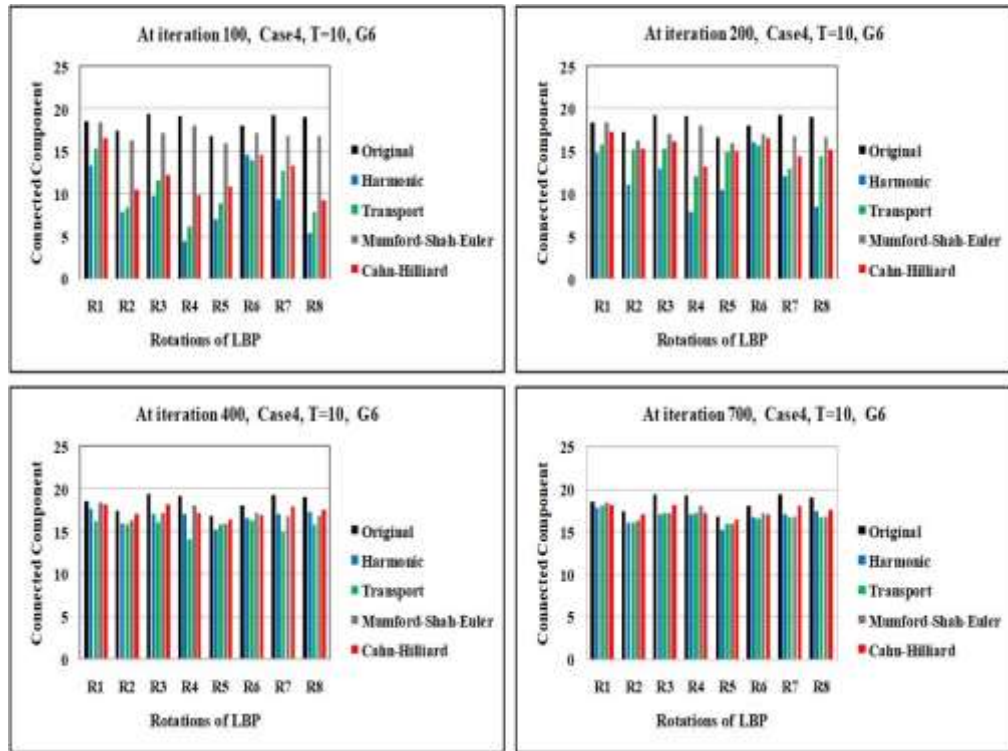 At iteration 100, Case4, T=10, G6
Connected Component
25
20
15
10
5
0
R1 R2 R3 R4 R5 R6 R7 R8
Rotations of LBP
Original
Harmonic
Transport
Mumford-Shah-Euler
Cahn-Hilliard
At iteration 200, Case4, T=10, G6
Connected Component
25
20
15
10
5
0
R1 R2 R3 R4 R5 R6 R7 R8
Rotations of LBP
Original
Harmonic
Transport
Mumford-Shah-Euler
Cahn-Hilliard
At iteration 400, Case4, T=10, G6
Connected Component
25
20
15
10
5
0
R1 R2 R3 R4 R5 R6 R7 R8
Rotations of LBP
Original
Harmonic
Transport
Mumford-Shah-Euler
Cahn-Hilliard
At iteration 700, Case4, T=10, G6
Connected Component
25
20
15
10
5
0
R1 R2 R3 R4 R5 R6 R7 R8
Rotations of LBP
Original
Harmonic
Transport
Mumford-Shah-Euler
Cahn-Hilliard